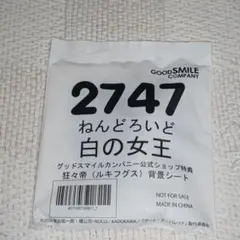 GOOD SMILE
COMPANY
2747
ねんどろいど
白の女王
グッドスマイルカンパニー公式ショップ特典
狂々帝(ルキフグス)背景シート
NOT FOR SALE
MADE IN CHINA